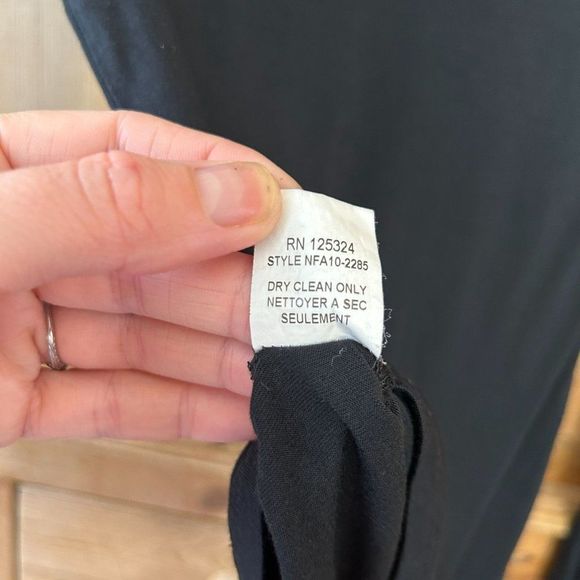 RN 125324
STYLE NFA10-2285
DRY CLEAN ONLY
NETTOYER A SEC
SEULEMENT